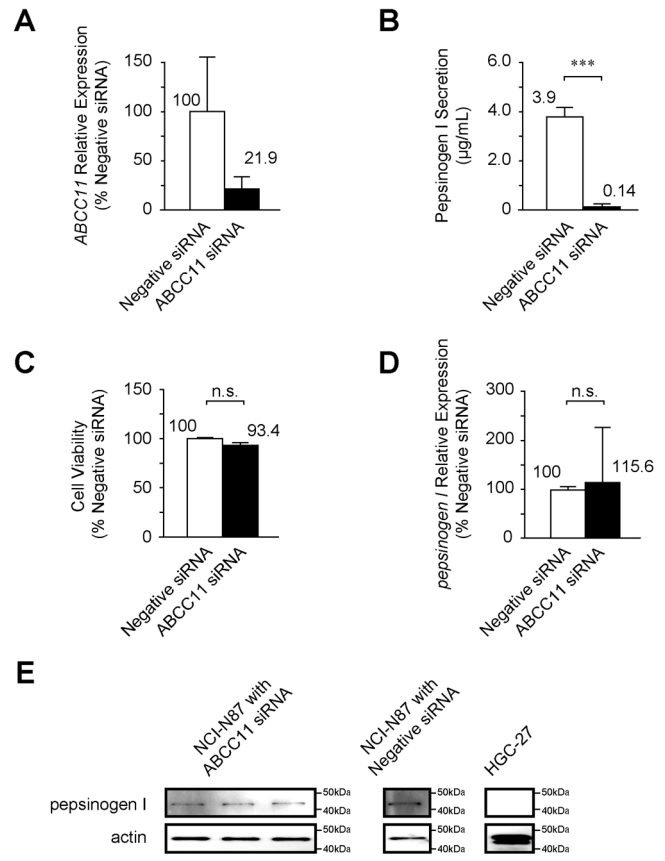 A
ABCC11 Relative Expression
(% Negative siRNA)
150
100
50
25
0
100
21.9
Negative siRNA
ABCC11 siRNA
B
Pepsinogen I Secretion
(μg/mL)
6.0
4.0
2.0
0
***
3.9
0.14
Negative siRNA
ABCC11 siRNA
C
Cell Viability
(% Negative siRNA)
150
100
50
0
n.s.
100
93.4
Negative siRNA
ABCC11 siRNA
D
pepsinogen I Relative Expression
(% Negative siRNA)
300
200
100
0
n.s.
100
115.6
Negative siRNA
ABCC11 siRNA
E
NCI-N87 with
ABCC11 siRNA
NCI-N87 with
Negative siRNA
HGC-27
pepsinogen I
50kDa
40kDa
50kDa
40kDa
50kDa
40kDa
actin
50kDa
40kDa
50kDa
40kDa
50kDa
40kDa